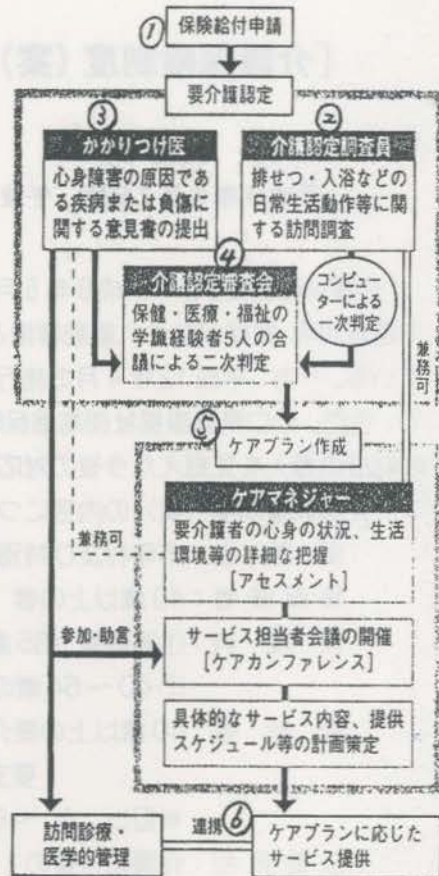 ① 保険給付申請
要介護認定
③
かかりつけ医
心身障害の原因であ
る疾病または負傷に
関する意見書の提出
②
介護認定調査員
排せつ・入浴などの
日常生活動作等に関
する訪問調査
④
介護認定審査会
保健・医療・福祉の
学識経験者5人の合
議による二次判定
コンピュ
ーターによる
一次判定
兼務可
⑤
ケアプラン作成
ケアマネジャー
要介護者の心身の状況、生活
環境等の詳細な把握
[アセスメント]
兼務可
参加・助言
サービス担当者会議の開催
[ケアカンファレンス]
具体的なサービス内容、提供
スケジュール等の計画策定
訪問診療・
医学的管理
連携 ⑥
ケアプランに応じた
サービス提供